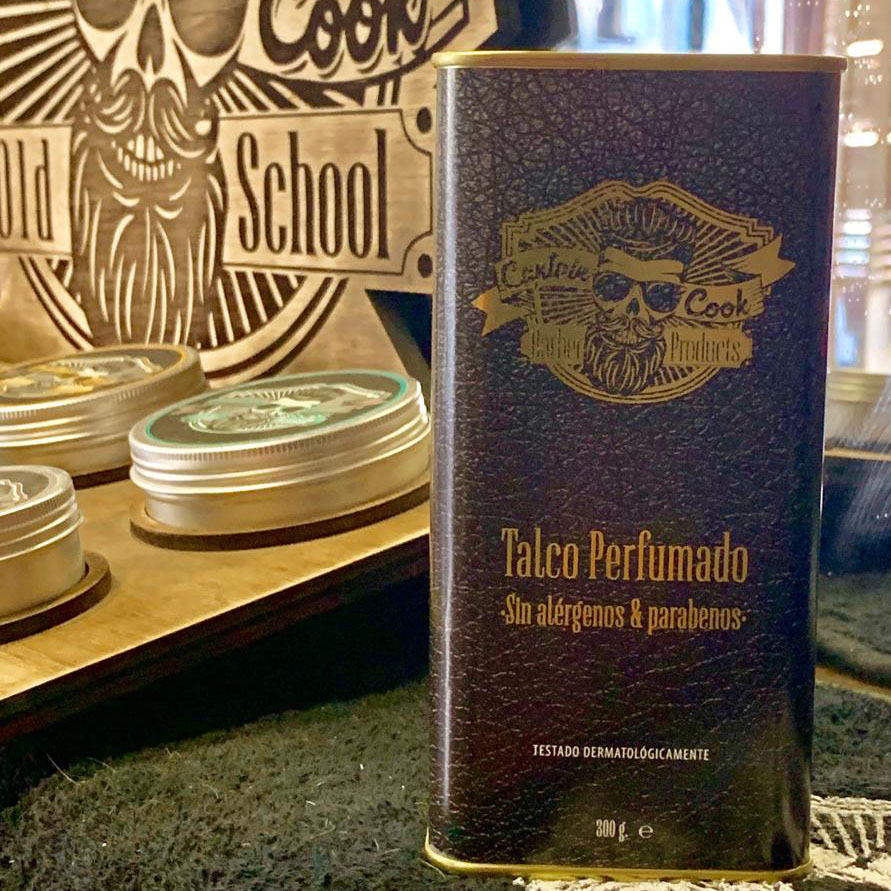 Cook
Old School
Captain
Cook
Barber Products
Talco Perfumado
·Sin alérgenos & parabenos·
TESTADO DERMATOLÓGICAMENTE
300 g. ℮